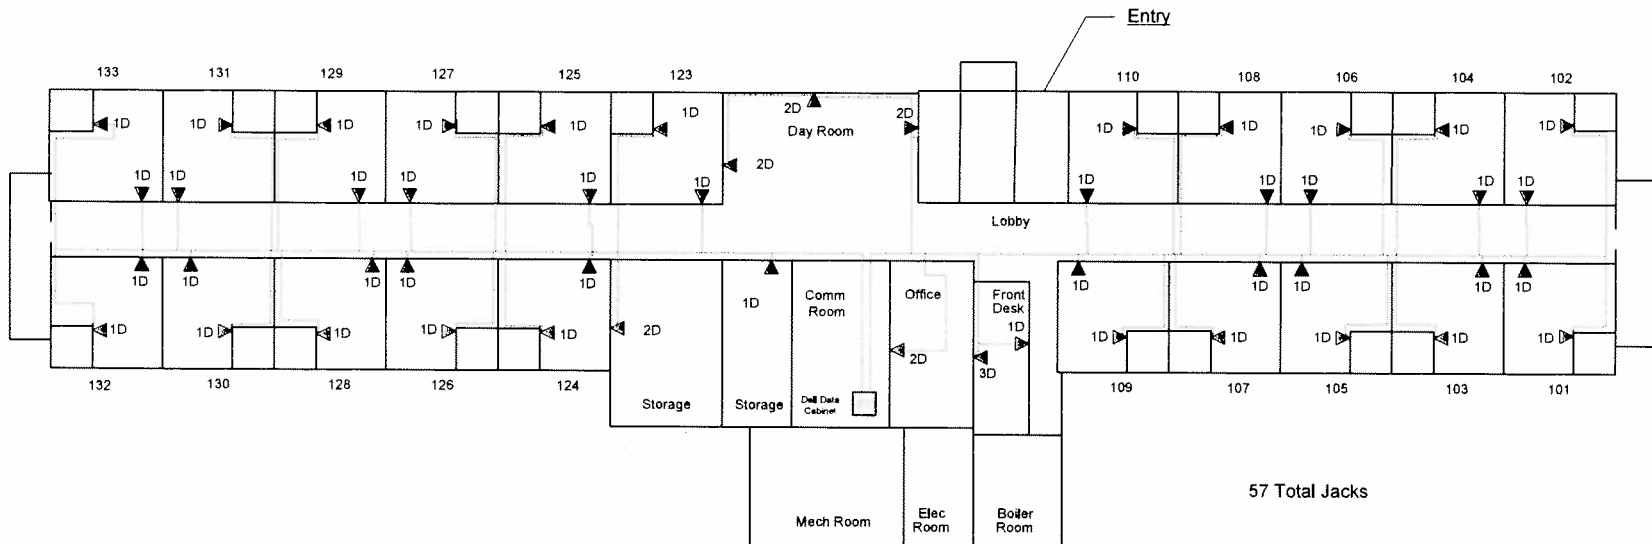 Entry
133 131 129 127 125 123 110 108 106 104 102
1D 1D 1D 1D 1D 1D 2D 2D 1D 1D 1D 1D 1D
Day Room
2D
1D 1D 1D 1D 1D 1D 1D 1D 1D 1D 1D
Lobby
1D 1D 1D 1D 1D 1D 1D 1D 1D 1D 1D
Comm
Room
Office
Front
Desk
1D
1D 1D 1D 1D 1D 2D 2D 3D 1D 1D 1D 1D 1D
132 130 128 126 124 109 107 105 103 101
Storage Storage
Dell Data
Cabinet
57 Total Jacks
Mech Room
Elec
Room
Boiler
Room